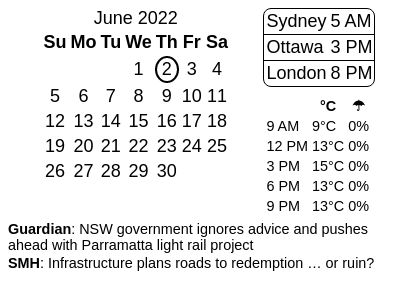 June 2022
Su Mo Tu We Th Fr Sa
1 2 3 4
5 6 7 8 9 10 11
12 13 14 15 16 17 18
19 20 21 22 23 24 25
26 27 28 29 30
Sydney 5 AM
Ottawa 3 PM
London 8 PM
°C ☂
9 AM 9°C 0%
12 PM 13°C 0%
3 PM 15°C 0%
6 PM 13°C 0%
9 PM 13°C 0%
Guardian: NSW government ignores advice and pushes
ahead with Parramatta light rail project
SMH: Infrastructure plans roads to redemption … or ruin?